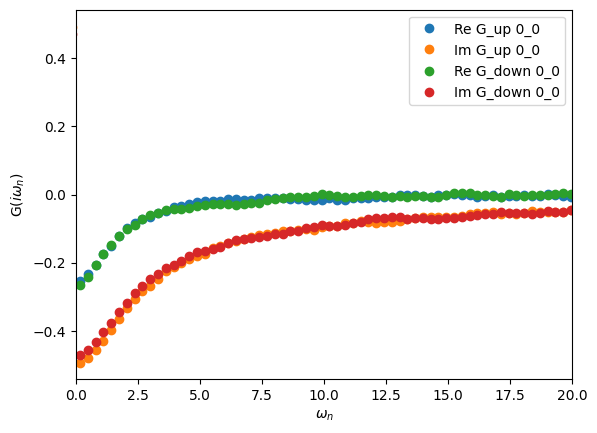 Re G_up 0_0
Im G_up 0_0
Re G_down 0_0
Im G_down 0_0
0.4
0.2
0.0
−0.2
−0.4
G(iωn)
0.0 2.5 5.0 7.5 10.0 12.5 15.0 17.5 20.0
ωn